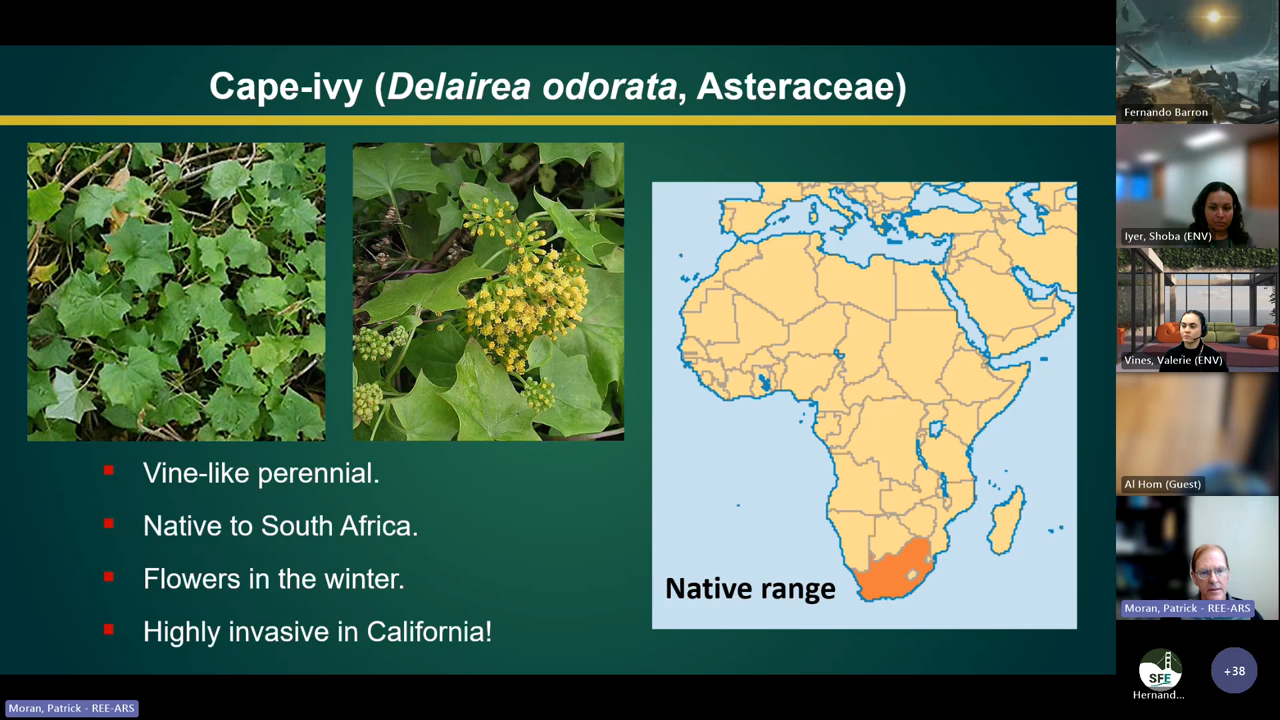 Cape-ivy (Delairea odorata, Asteraceae)
Vine-like perennial.
Native to South Africa.
Flowers in the winter.
Highly invasive in California!
Native range
Fernando Barron
Iyer, Shoba (ENV)
Vines, Valerie (ENV)
Al Hom (Guest)
Moran, Patrick - REE-ARS
SFE
Hernand...
+38
Moran, Patrick - REE-ARS